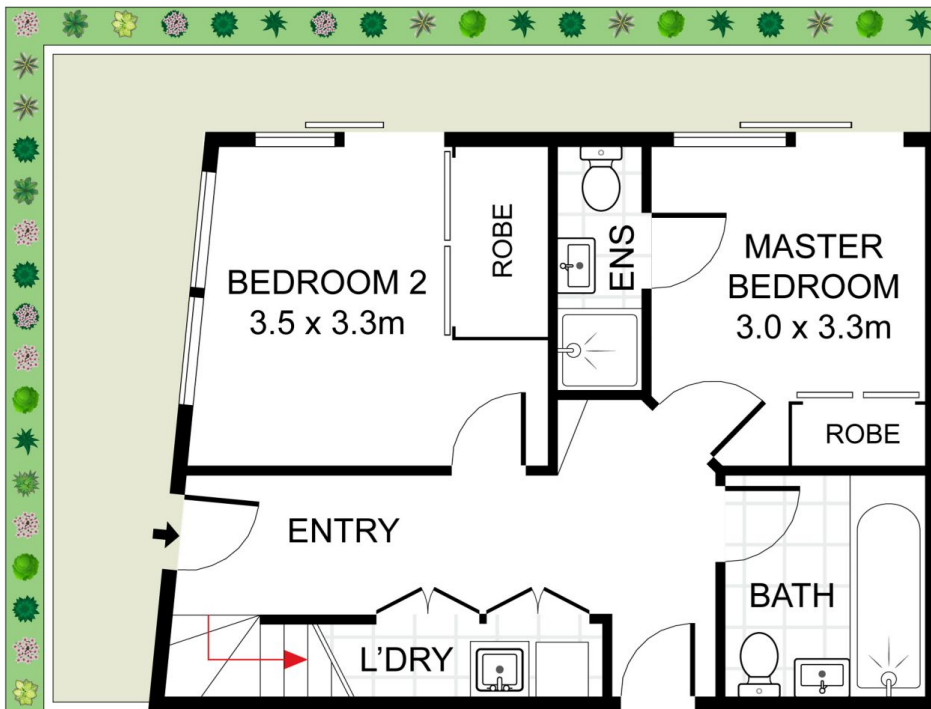 BEDROOM 2
3.5 x 3.3m
ROBE
ENS
MASTER
BEDROOM
3.0 x 3.3m
ROBE
ENTRY
BATH
L'DRY